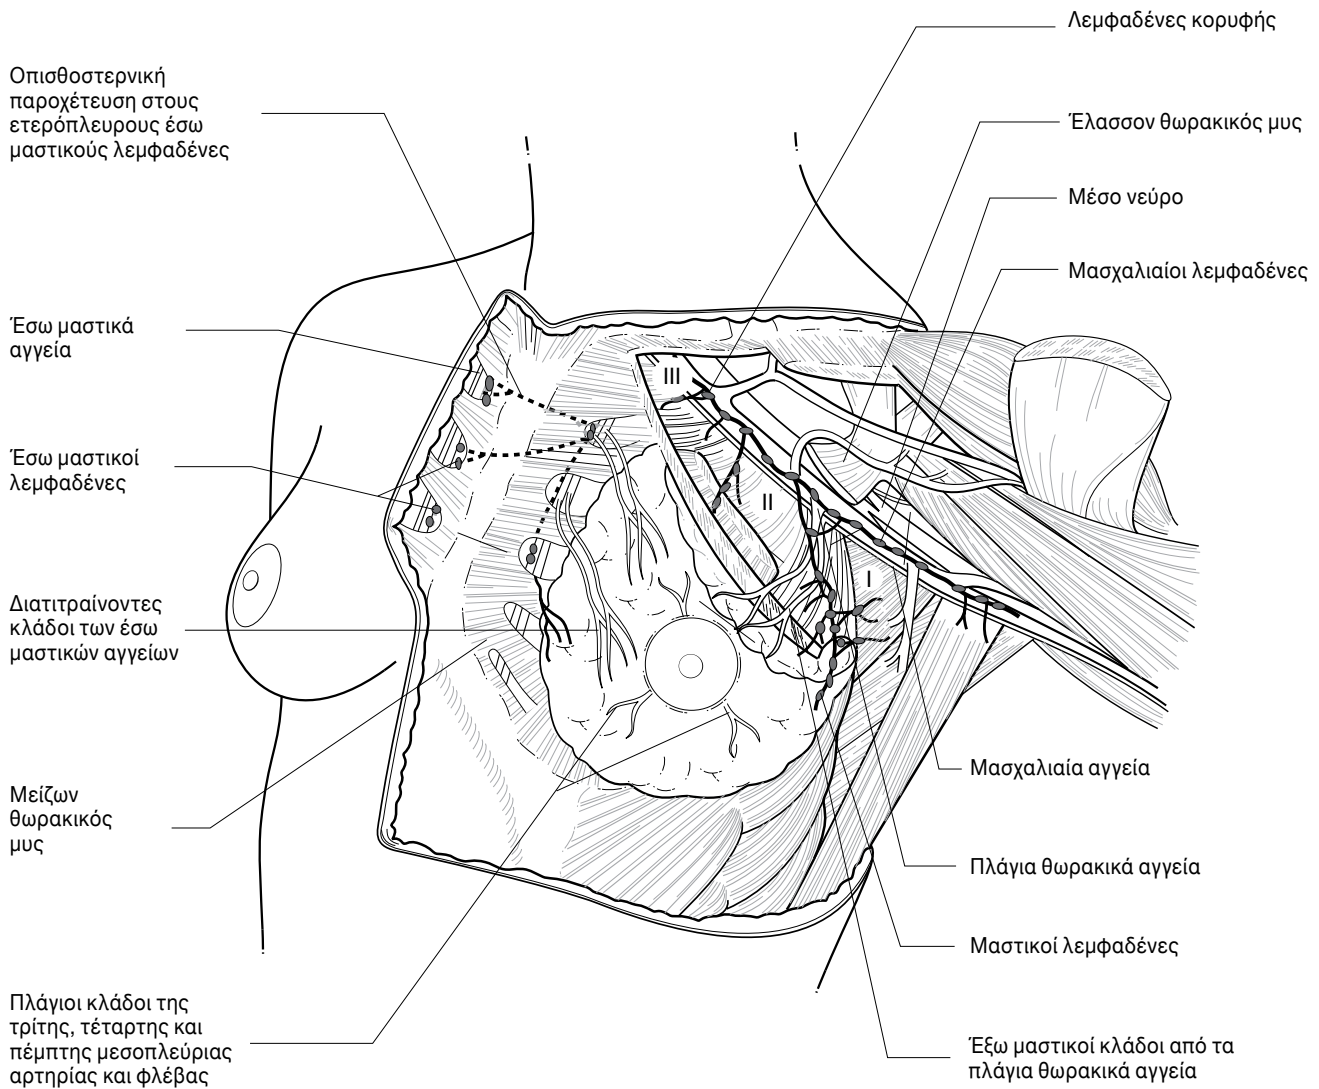 Λεμφαδένες κορυφής
Οπισθοστερνική
παροχέτευση στους
ετερόπλευρους έσω
μαστικούς λεμφαδένες
Έλασσον θωρακικός μυς
Μέσο νεύρο
Μασχαλιαίοι λεμφαδένες
Έσω μαστικά
αγγεία
III
Έσω μαστικοί
λεμφαδένες
II
I
Διατιτραίνοντες
κλάδοι των έσω
μαστικών αγγείων
Μασχαλιαία αγγεία
Μείζων
θωρακικός
μυς
Πλάγια θωρακικά αγγεία
Μαστικοί λεμφαδένες
Πλάγιοι κλάδοι της
τρίτης, τέταρτης και
πέμπτης μεσοπλεύριας
αρτηρίας και φλέβας
Έξω μαστικοί κλάδοι από τα
πλάγια θωρακικά αγγεία